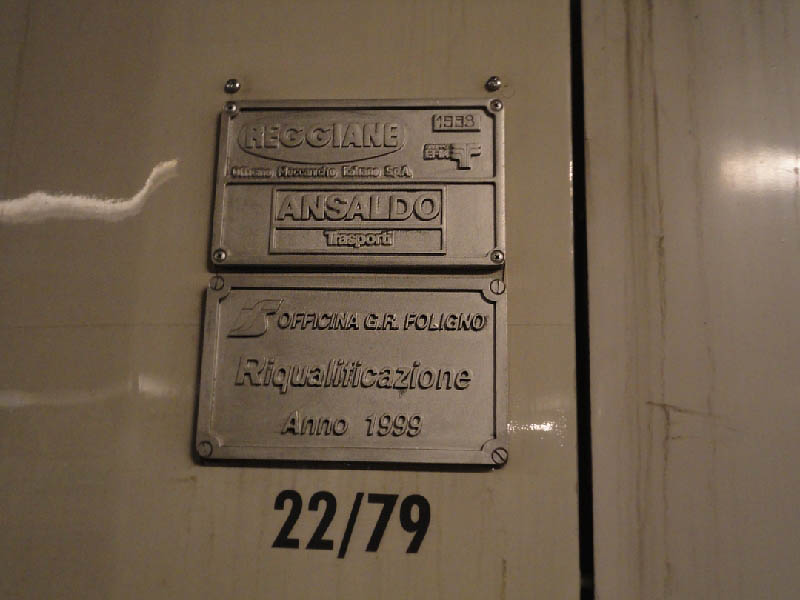 REGGIANE
Officine Meccaniche Italiane S.p.A.
ANSALDO
Trasporti
OFFICINA G.R. FOLIGNO
Riqualificazione
Anno 1999
22/79